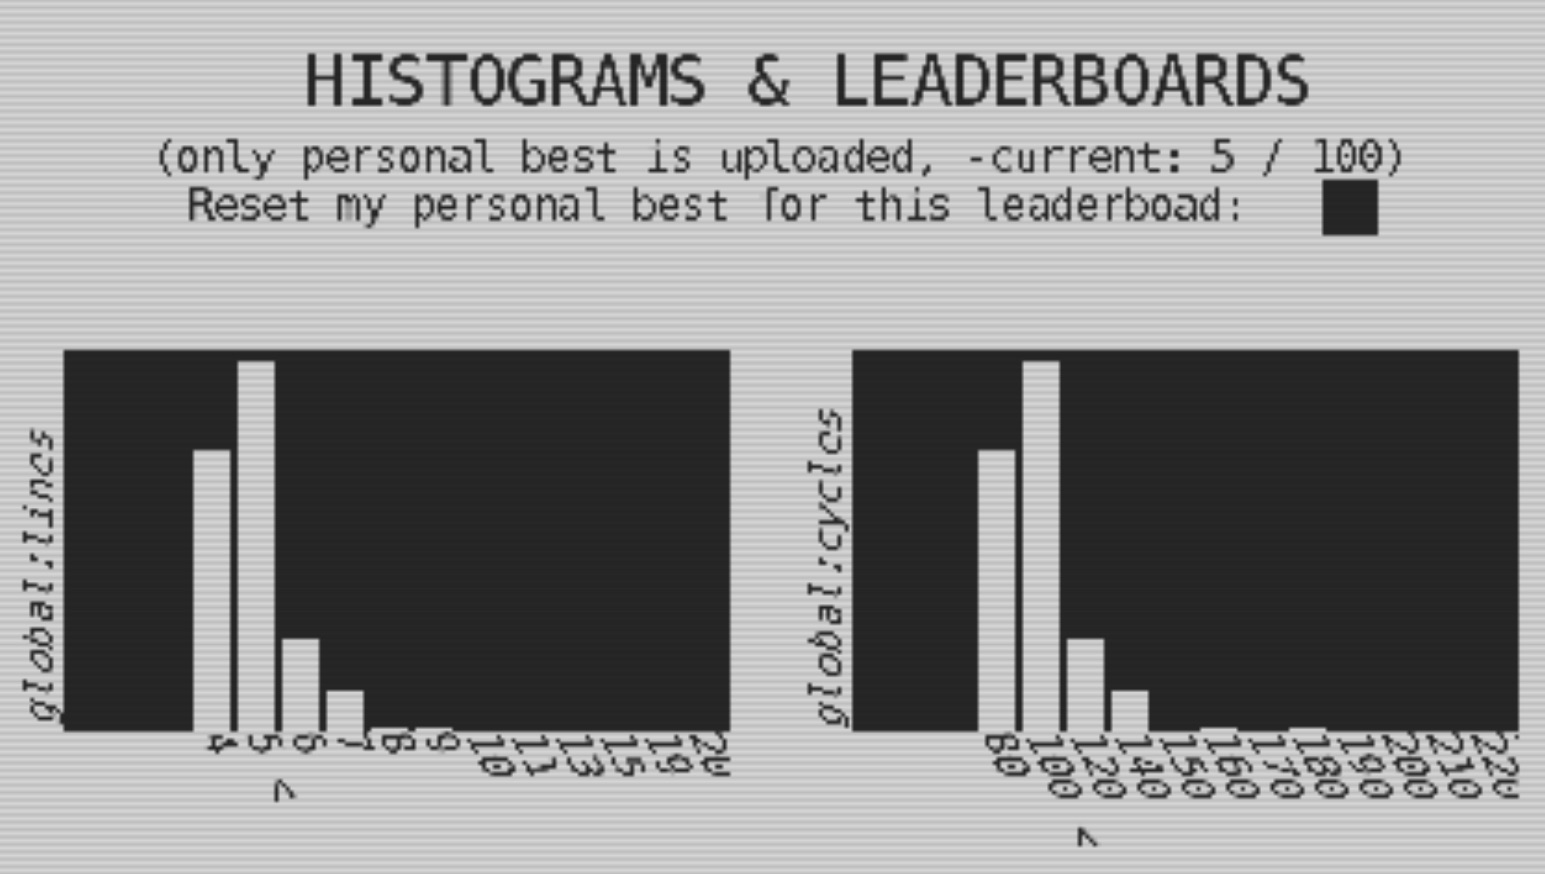 HISTOGRAMS & LEADERBOARDS
(only personal best is uploaded, -current: 5 / 100)
Reset my personal best for this leaderboad:
global:lines
4 5 6 7 8 9 10 11 13 15 19 20
^
global:cycles
80 100 120 140 150 160 170 180 190 200 210 220
^